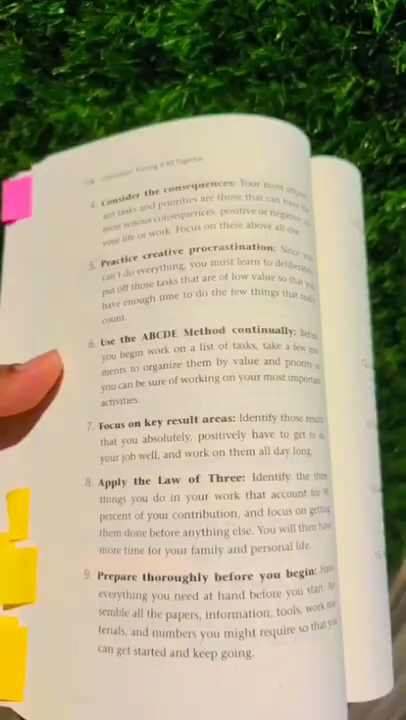 Conclusion: Putting It All Together
4. Consider the consequences: Your most
ant tasks and priorities are those that can have the
most serious consequences, positive or negative,
your life or work. Focus on these above all else.
5. Practice creative procrastination: Since you
can't do everything, you must learn to deliberately
put off those tasks that are of low value so that you
have enough time to do the few things that really
count.
6. Use the ABCDE Method continually: Before
you begin work on a list of tasks, take a few
ments to organize them by value and priority
you can be sure of working on your most important
activities.
7. Focus on key result areas: Identify those results
that you absolutely, positively have to get to
your job well, and work on them all day long.
8. Apply the Law of Three: Identify the three
things you do in your work that account for 90
percent of your contribution, and focus on getting
them done before anything else. You will then have
more time for your family and personal life.
9. Prepare thoroughly before you begin: Have
everything you need at hand before you start.
semble all the papers, information, tools, work
terials, and numbers you might require so that you
can get started and keep going.